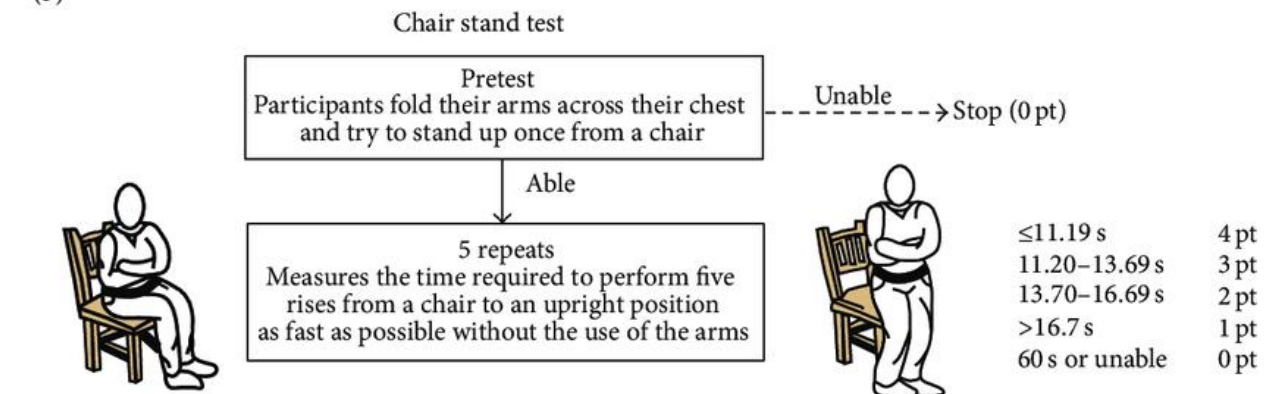 Chair stand test
Pretest
Participants fold their arms across their chest
and try to stand up once from a chair
Unable
Stop (0 pt)
Able
5 repeats
Measures the time required to perform five
rises from a chair to an upright position
as fast as possible without the use of the arms
≤11.19 s 4 pt
11.20–13.69 s 3 pt
13.70–16.69 s 2 pt
>16.7 s 1 pt
60 s or unable 0 pt